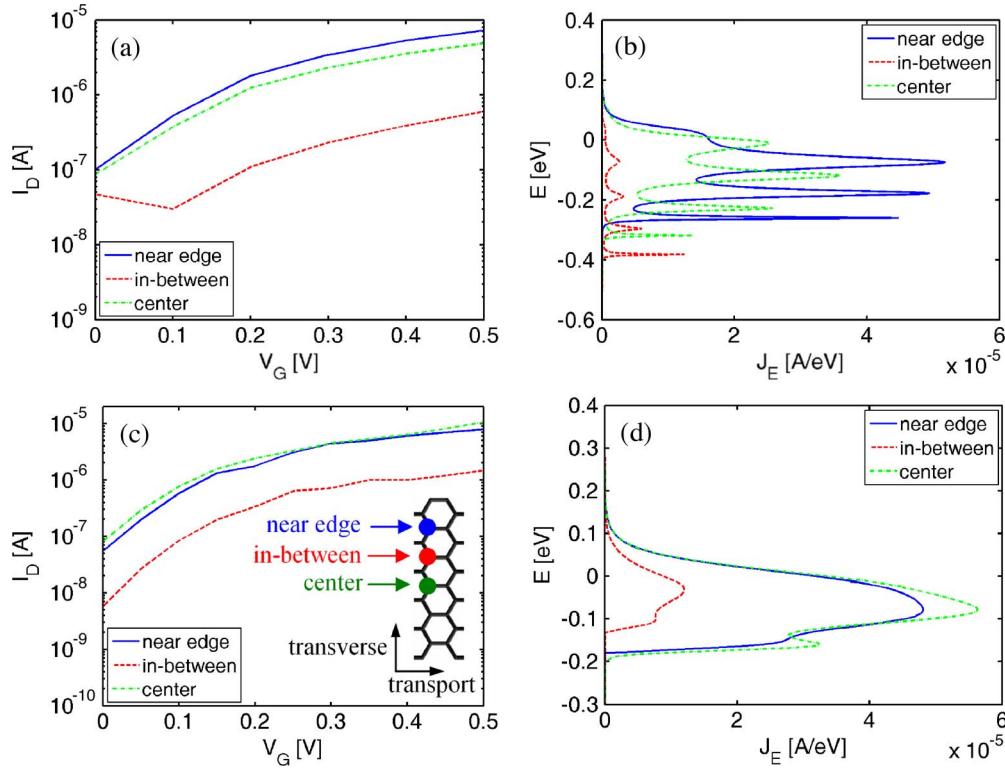 (a)
10^-5
10^-6
10^-7
10^-8
10^-9
I_D [A]
0
0.1
0.2
0.3
0.4
0.5
V_G [V]
near edge
in-between
center
(b)
0.4
0.2
0
-0.2
-0.4
-0.6
E [eV]
0
2
4
6
x 10^-5
J_E [A/eV]
near edge
in-between
center
(c)
10^-5
10^-6
10^-7
10^-8
10^-9
10^-10
I_D [A]
0
0.1
0.2
0.3
0.4
0.5
V_G [V]
near edge
in-between
center
near edge
in-between
center
transverse
transport
(d)
0.4
0.3
0.2
0.1
0
-0.1
-0.2
-0.3
E [eV]
0
2
4
6
x 10^-5
J_E [A/eV]
near edge
in-between
center